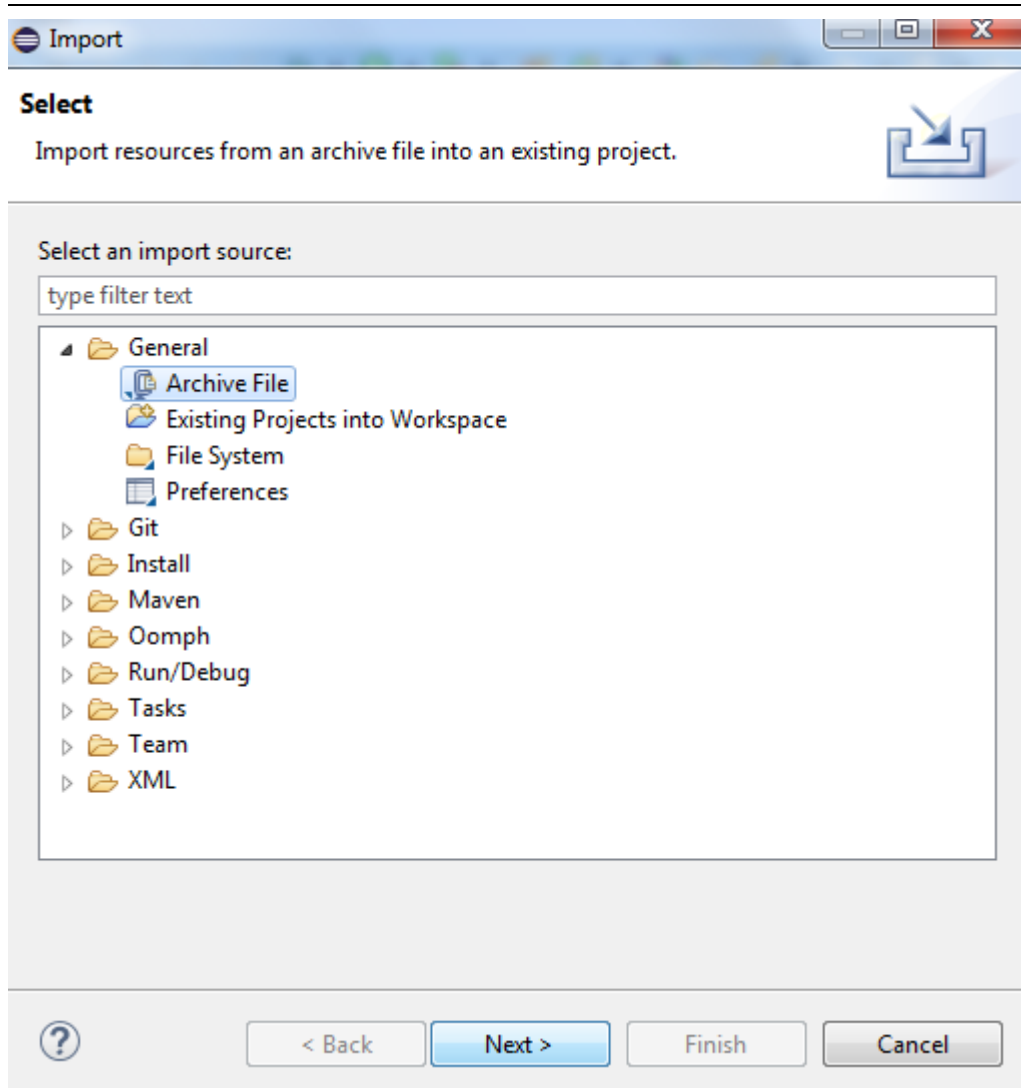 Import
Select
Import resources from an archive file into an existing project.
Select an import source:
type filter text
General
Archive File
Existing Projects into Workspace
File System
Preferences
Git
Install
Maven
Oomph
Run/Debug
Tasks
Team
XML
< Back Next > Finish Cancel